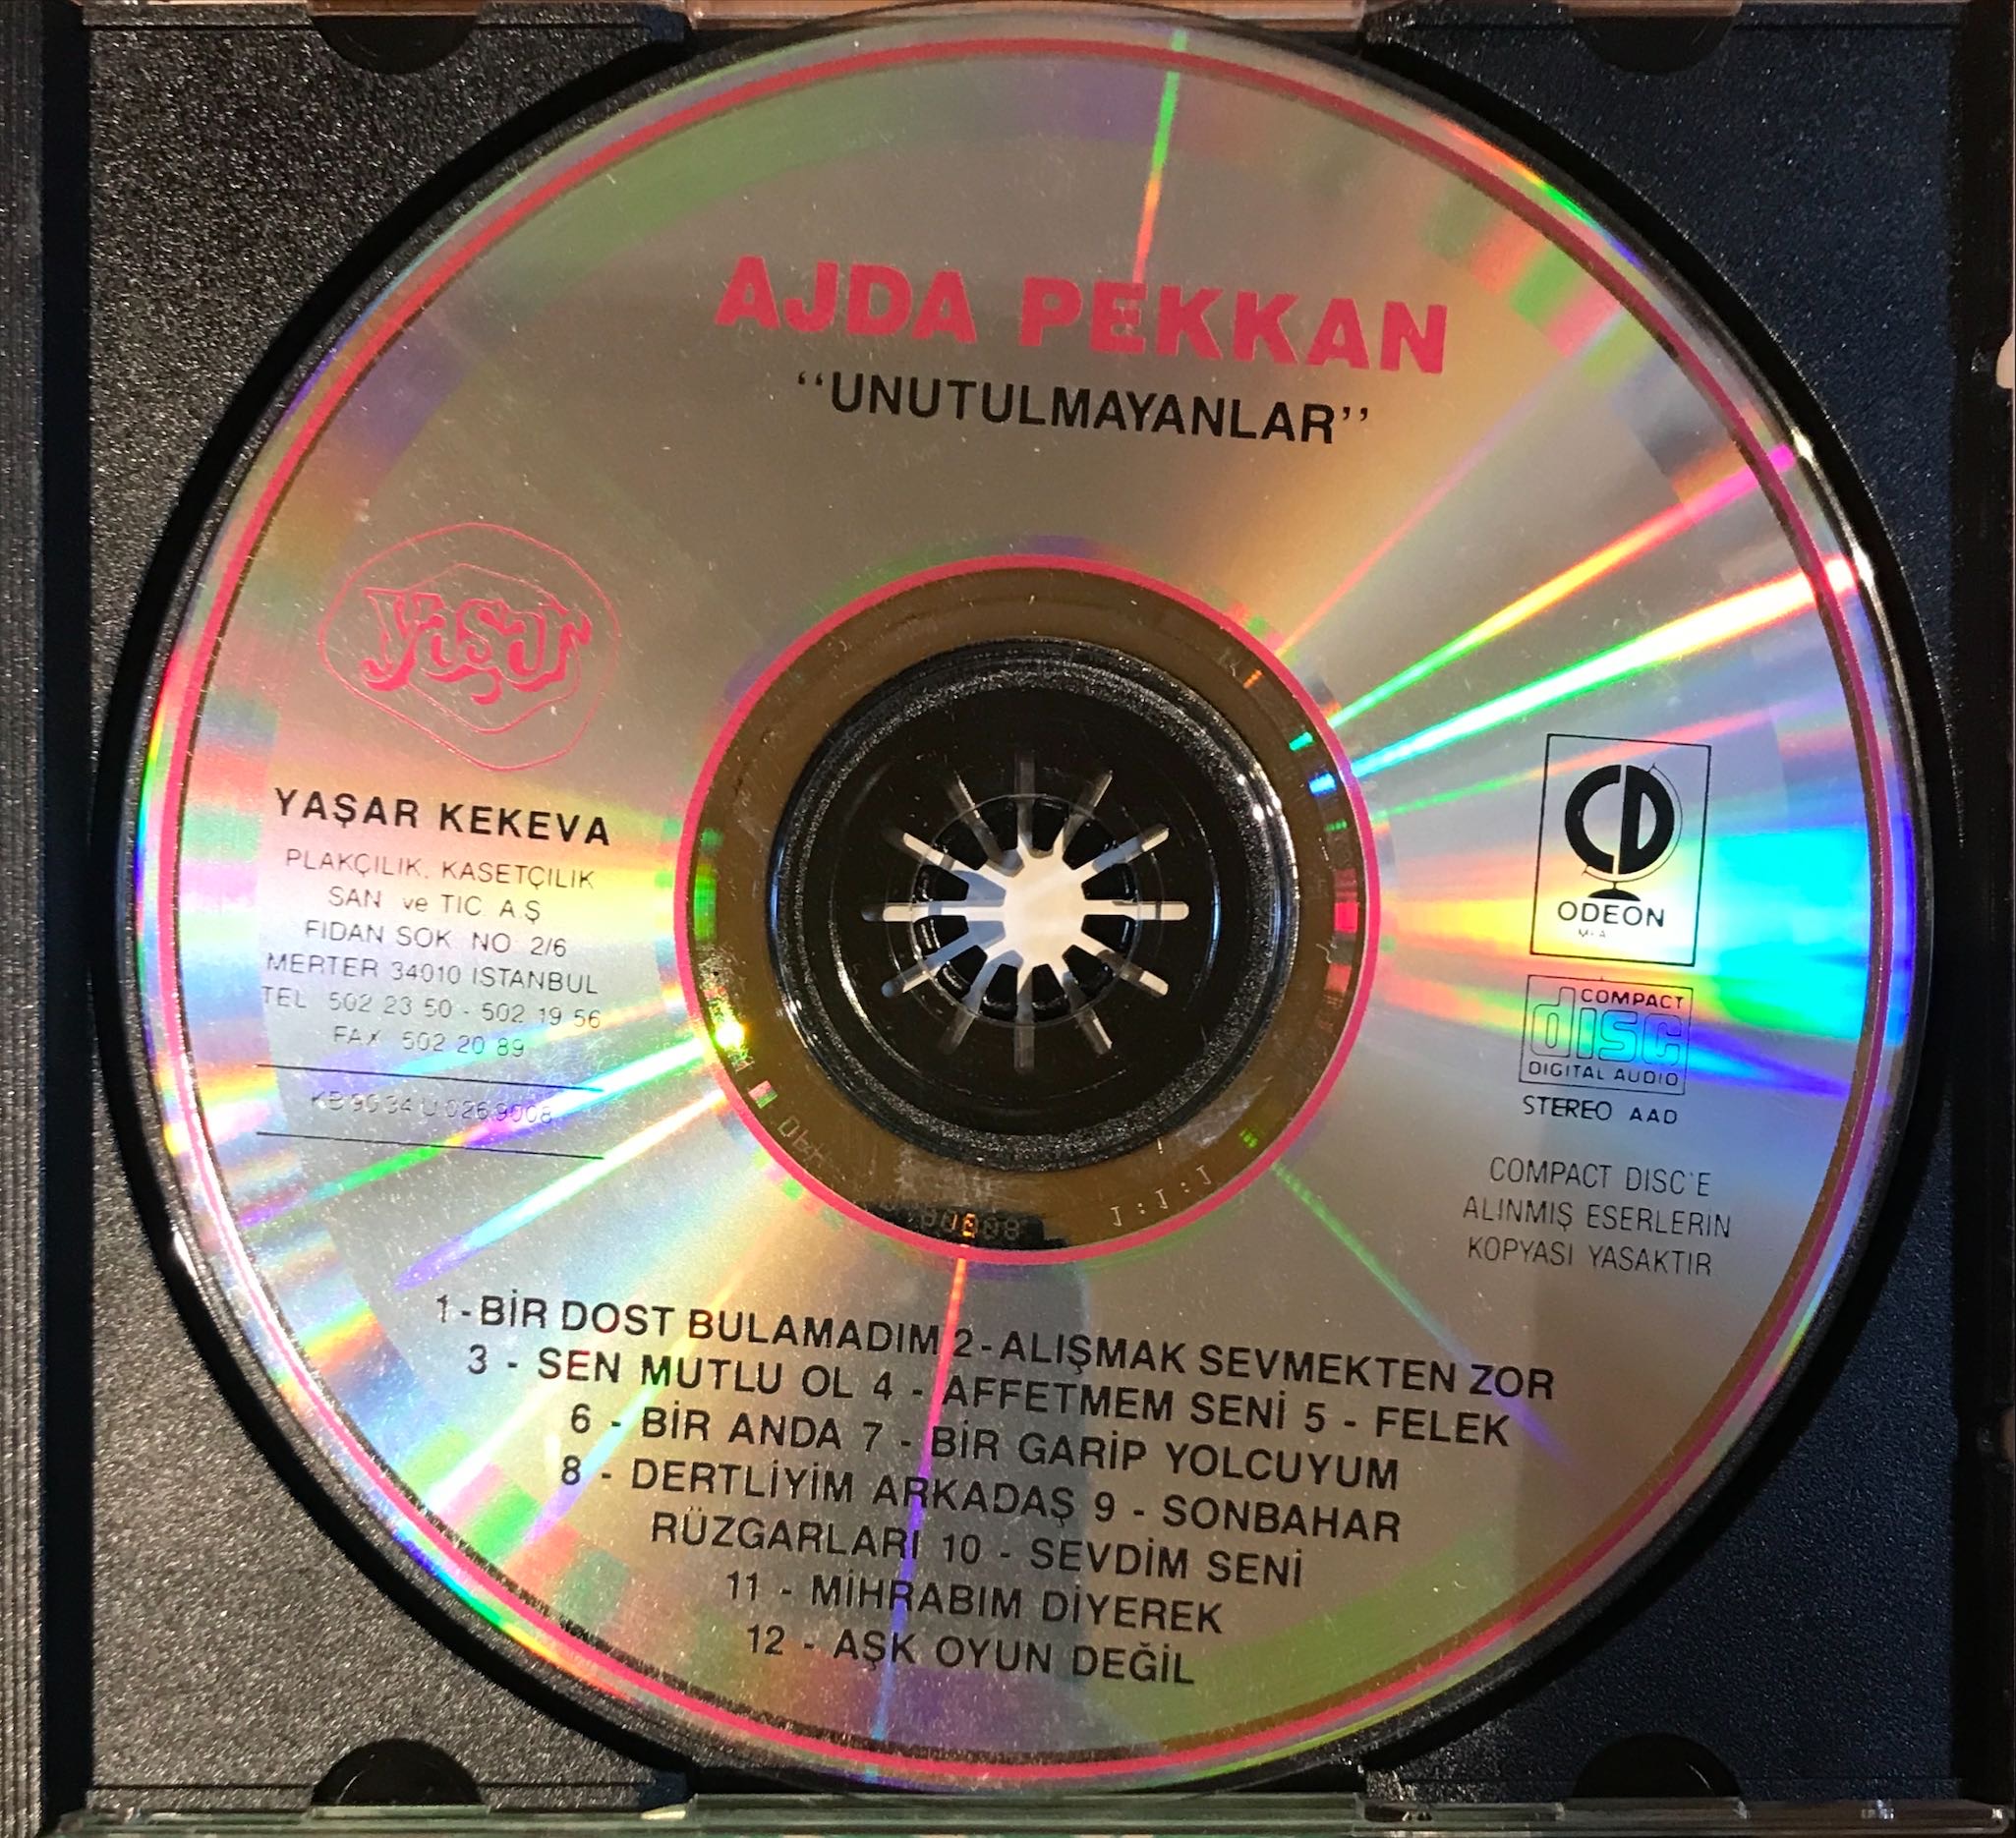 AJDA PEKKAN
“UNUTULMAYANLAR”
yaşar
YAŞAR KEKEVA
PLAKÇILIK. KASETÇILIK
SAN ve TIC A.Ş
FIDAN SOK NO 2/6
MERTER 34010 ISTANBUL
TEL 502 23 50 - 502 19 56
FAX 502 20 89
CD
ODEON
COMPACT
disc
DIGITAL AUDIO
STEREO AAD
COMPACT DISC'E
ALINMIŞ ESERLERIN
KOPYASI YASAKTIR
1:1:1
1-BİR DOST BULAMADIM 2-ALIŞMAK SEVMEKTEN ZOR
3 - SEN MUTLU OL 4 - AFFETMEM SENİ 5 - FELEK
6 - BİR ANDA 7 - BİR GARİP YOLCUYUM
8 - DERTLİYİM ARKADAŞ 9 - SONBAHAR
RÜZGARLARI 10 - SEVDİM SENİ
11 - MİHRABIM DİYEREK
12 - AŞK OYUN DEĞİL